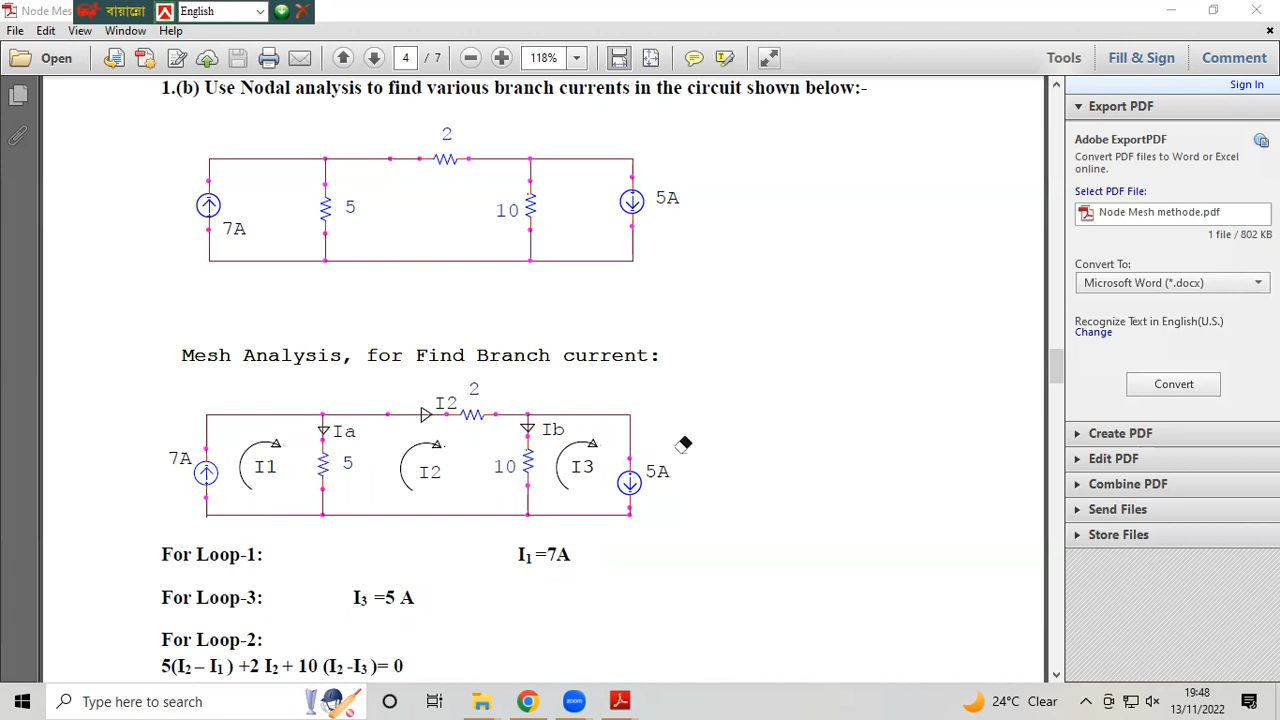 Node Mes
বায়ান্নো
English
File Edit View Window Help
Open
4 / 7
118%
Tools
Fill & Sign
Comment
Sign In
1.(b) Use Nodal analysis to find various branch currents in the circuit shown below:-
2
5
10
5A
7A
Mesh Analysis, for Find Branch current:
2
I2
Ia
Ib
7A
I1
5
I2
10
I3
5A
For Loop-1: I1 =7A
For Loop-3: I3 =5 A
For Loop-2:
5(I2 – I1 ) +2 I2 + 10 (I2 -I3 )= 0
Export PDF
Adobe ExportPDF
Convert PDF files to Word or Excel
online.
Select PDF File:
Node Mesh methode.pdf
1 file / 802 KB
Convert To:
Microsoft Word (*.docx)
Recognize Text in English(U.S.)
Change
Convert
Create PDF
Edit PDF
Combine PDF
Send Files
Store Files
Type here to search
zoom
24°C Clear
19:48
13/11/2022